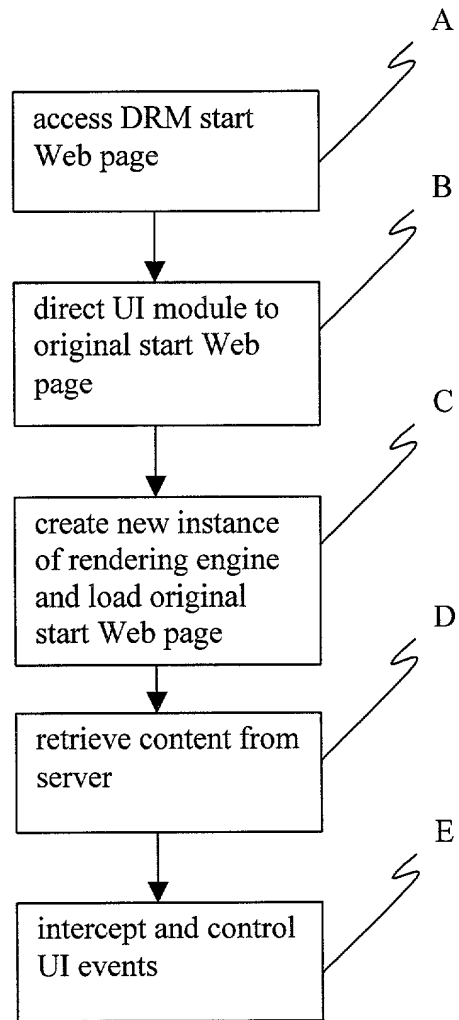 A
access DRM start
Web page
B
direct UI module to
original start Web
page
C
create new instance
of rendering engine
and load original
start Web page
D
retrieve content from
server
E
intercept and control
UI events